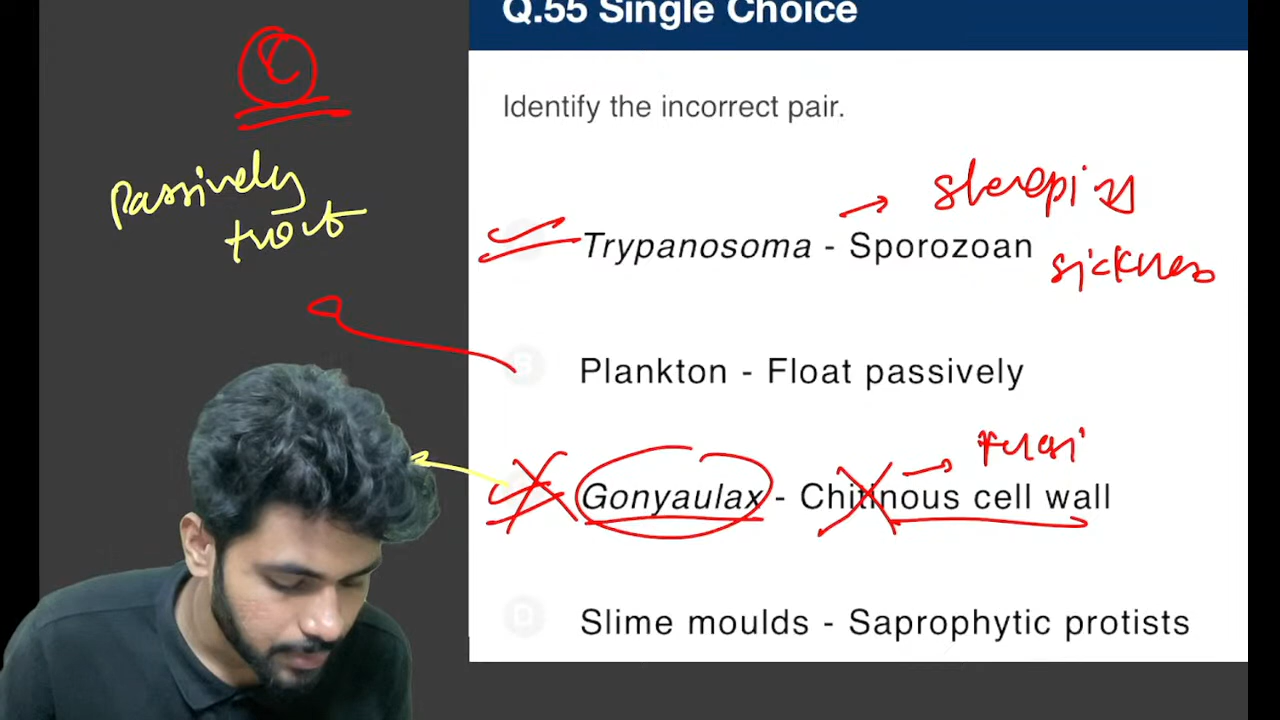 Q.55 Single Choice
Identify the incorrect pair.
C
Passively
sleeping
Trypanosoma - Sporozoan
sickness
Plankton - Float passively
fungi
Gonyaulax - Chitinous cell wall
D
Slime moulds - Saprophytic protists